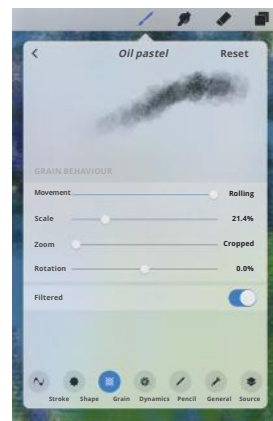 Oil pastel Reset
GRAIN BEHAVIOUR
Movement Rolling
Scale 21.4%
Zoom Cropped
Rotation 0.0%
Filtered
Stroke Shape Grain Dynamics Pencil General Source